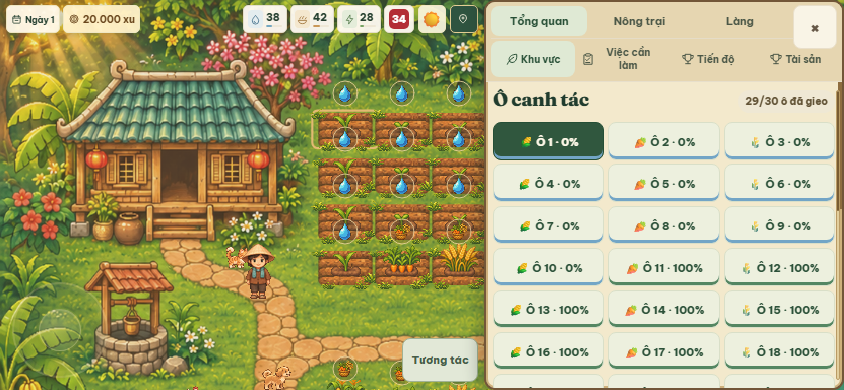 Ngày 1
20.000 xu
38
42
28
34
Tương tác
Tổng quan
Nông trại
Làng
×
Khu vực
Việc cần
làm
Tiến độ
Tài sản
Ô canh tác
29/30 ô đã gieo
Ô 1 · 0%
Ô 2 · 0%
Ô 3 · 0%
Ô 4 · 0%
Ô 5 · 0%
Ô 6 · 0%
Ô 7 · 0%
Ô 8 · 0%
Ô 9 · 0%
Ô 10 · 0%
Ô 11 · 100%
Ô 12 · 100%
Ô 13 · 100%
Ô 14 · 100%
Ô 15 · 100%
Ô 16 · 100%
Ô 17 · 100%
Ô 18 · 100%